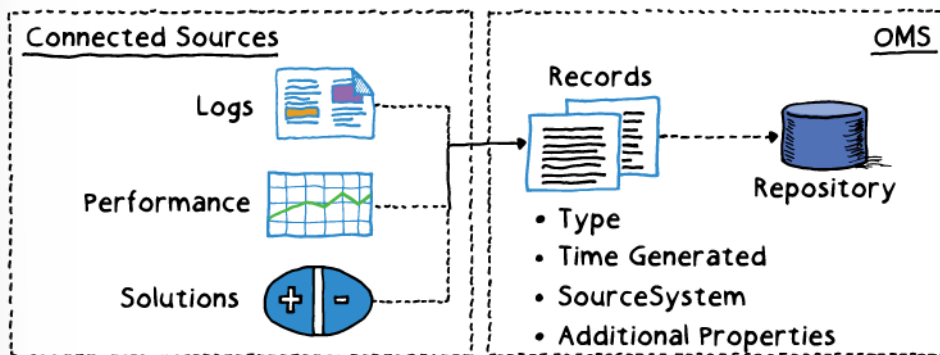 Connected Sources
Logs
Performance
Solutions
OMS
Records
Repository
• Type
• Time Generated
• SourceSystem
• Additional Properties